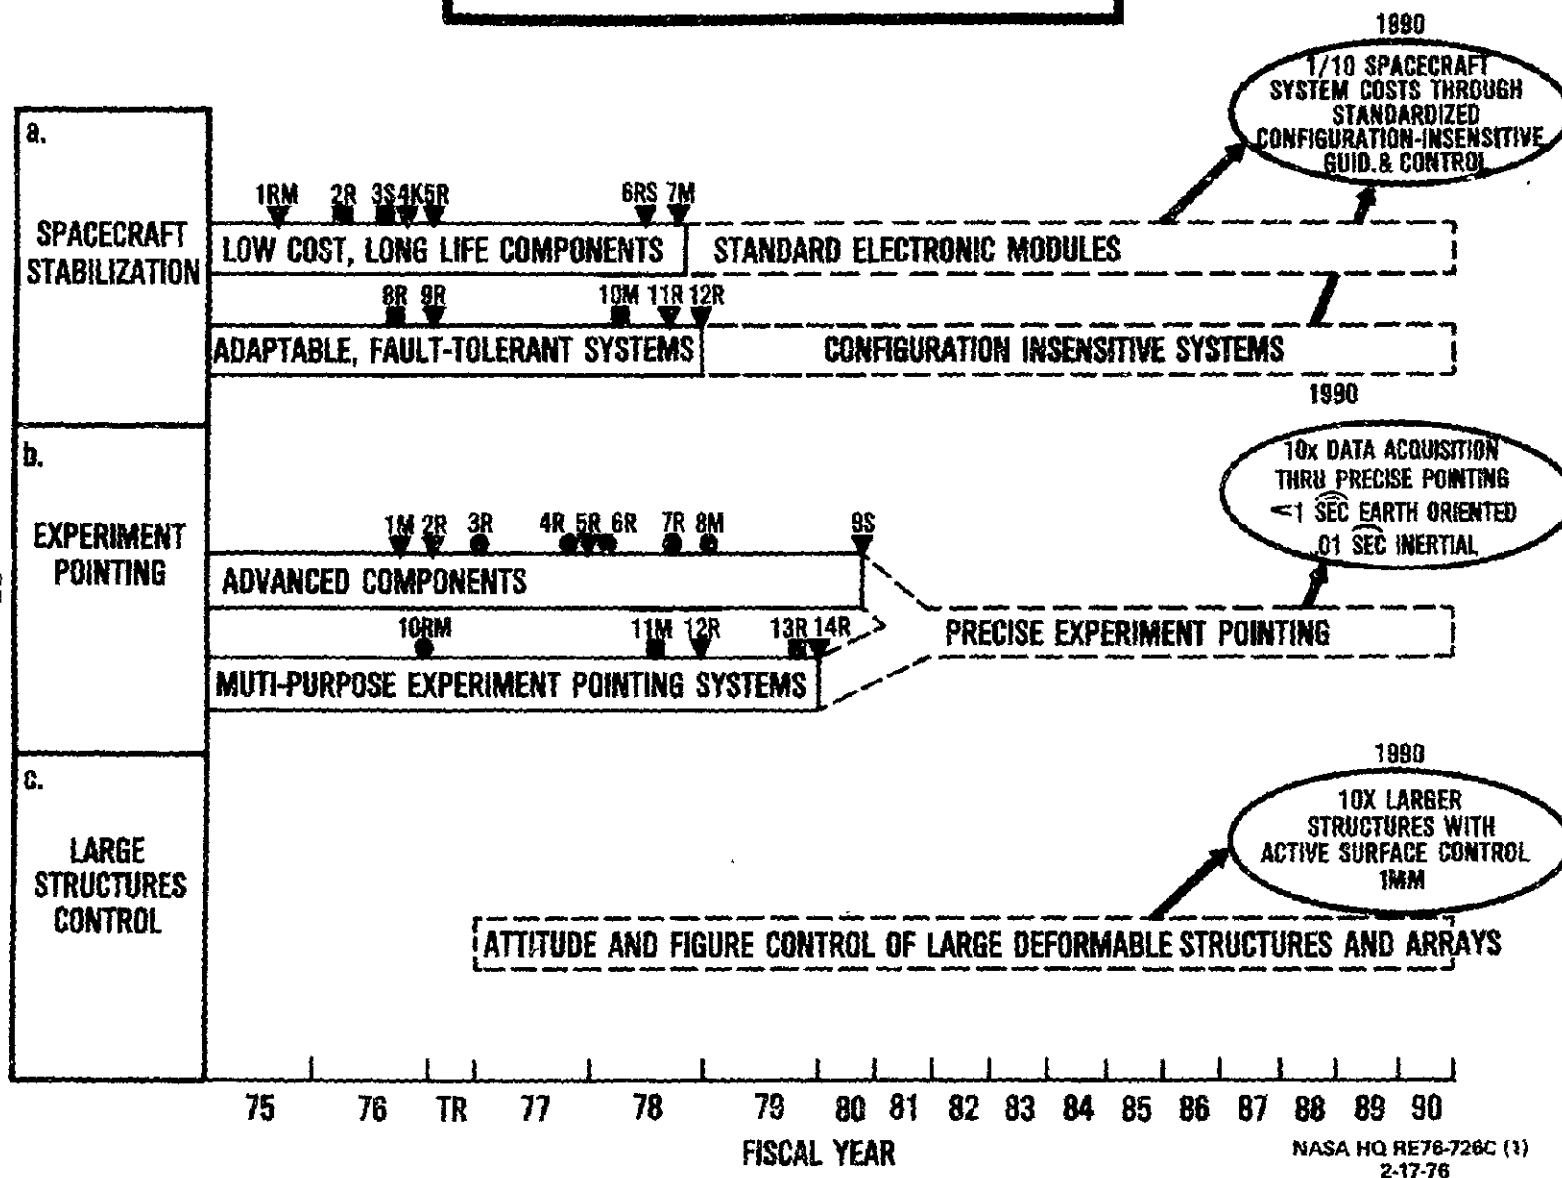 1990
1/10 SPACECRAFT
SYSTEM COSTS THROUGH
STANDARDIZED
CONFIGURATION-INSENSITIVE
GUID. & CONTROL
a.
SPACECRAFT
STABILIZATION
1RM 2R 3S 4K 5R 6RS 7M
LOW COST, LONG LIFE COMPONENTS STANDARD ELECTRONIC MODULES
8R 9R 10M 11R 12R
ADAPTABLE, FAULT-TOLERANT SYSTEMS CONFIGURATION INSENSITIVE SYSTEMS
1990
10x DATA ACQUISITION
THRU PRECISE POINTING
<1 SEC EARTH ORIENTED
.01 SEC INERTIAL
b.
EXPERIMENT
POINTING
1M 2R 3R 4R 5R 6R 7R 8M 9S
ADVANCED COMPONENTS
10RM 11M 12R 13R 14R
PRECISE EXPERIMENT POINTING
MUTI-PURPOSE EXPERIMENT POINTING SYSTEMS
1990
10X LARGER
STRUCTURES WITH
ACTIVE SURFACE CONTROL
1MM
c.
LARGE
STRUCTURES
CONTROL
ATTITUDE AND FIGURE CONTROL OF LARGE DEFORMABLE STRUCTURES AND ARRAYS
75 76 TR 77 78 79 80 81 82 83 84 85 86 87 88 89 90
FISCAL YEAR
NASA HQ RE76-726C (1)
2-17-76